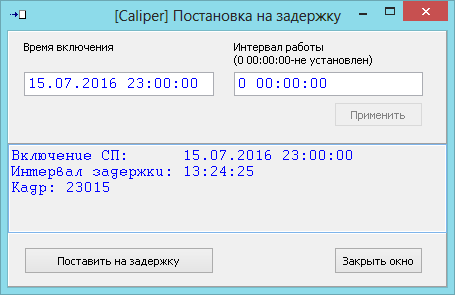 [Caliper] Постановка на задержку
Время включения
Интервал работы
(0 00:00:00-не установлен)
15.07.2016 23:00:00
0 00:00:00
Применить
Включение СП: 15.07.2016 23:00:00
Интервал задержки: 13:24:25
Кадр: 23015
Поставить на задержку
Закрыть окно